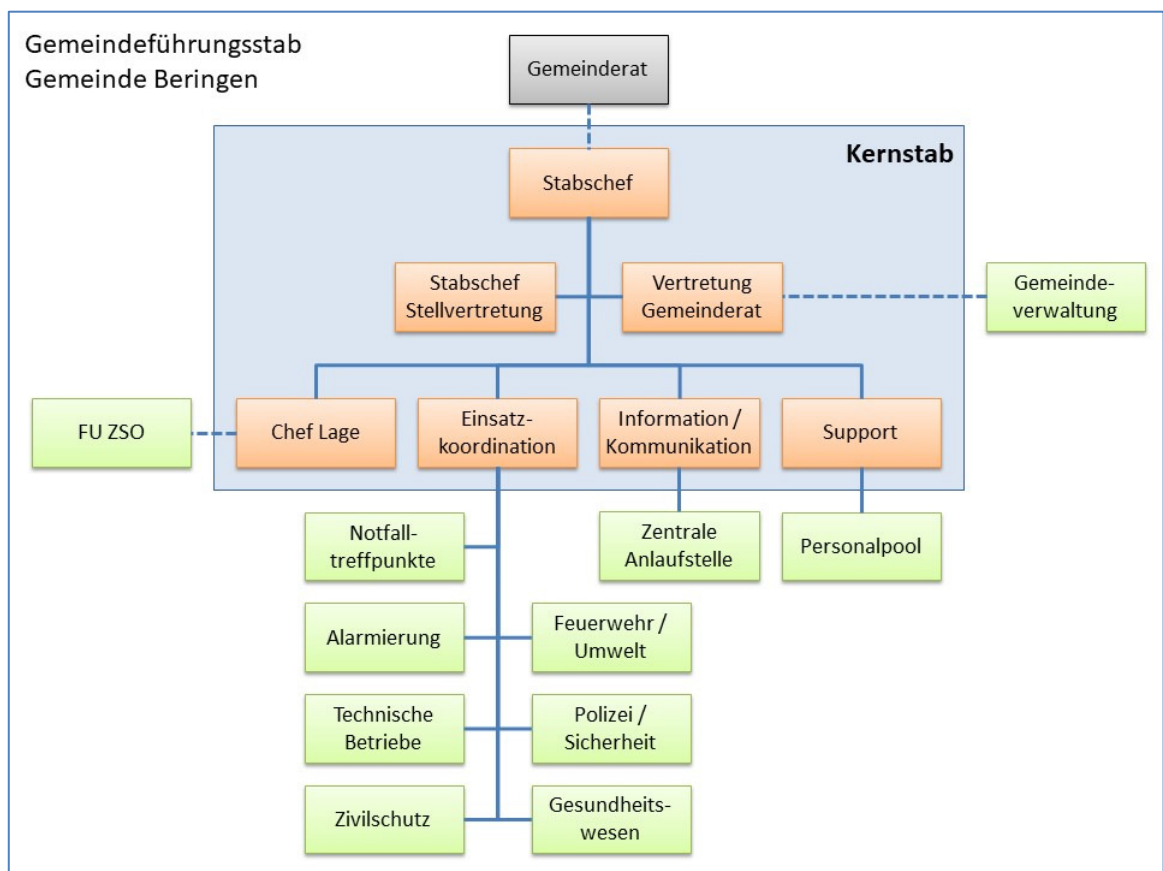 Gemeindeführungsstab
Gemeinde Beringen
Gemeinderat
Kernstab
Stabschef
Stabschef
Stellvertretung
Vertretung
Gemeinderat
Gemeinde-
verwaltung
FU ZSO
Chef Lage
Einsatz-
koordination
Information /
Kommunikation
Support
Notfall-
treffpunkte
Zentrale
Anlaufstelle
Personalpool
Alarmierung
Feuerwehr /
Umwelt
Technische
Betriebe
Polizei /
Sicherheit
Zivilschutz
Gesundheits-
wesen